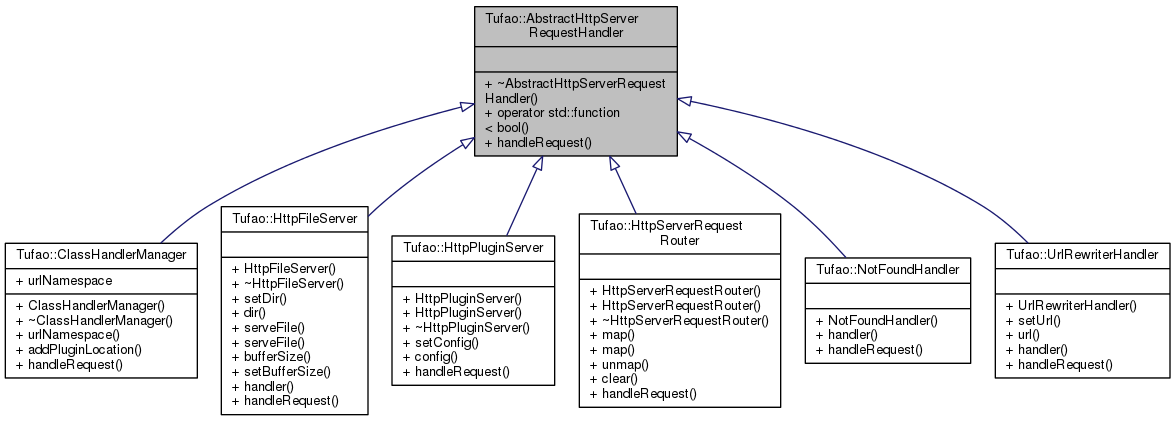 Tufao::AbstractHttpServer
RequestHandler
+ ~AbstractHttpServerRequest
Handler()
+ operator std::function
< bool()
+ handleRequest()
Tufao::ClassHandlerManager
+ urlNamespace
+ ClassHandlerManager()
+ ~ClassHandlerManager()
+ urlNamespace()
+ addPluginLocation()
+ handleRequest()
Tufao::HttpFileServer
+ HttpFileServer()
+ ~HttpFileServer()
+ setDir()
+ dir()
+ serveFile()
+ serveFile()
+ bufferSize()
+ setBufferSize()
+ handler()
+ handleRequest()
Tufao::HttpPluginServer
+ HttpPluginServer()
+ HttpPluginServer()
+ ~HttpPluginServer()
+ setConfig()
+ config()
+ handleRequest()
Tufao::HttpServerRequest
Router
+ HttpServerRequestRouter()
+ HttpServerRequestRouter()
+ ~HttpServerRequestRouter()
+ map()
+ map()
+ unmap()
+ clear()
+ handleRequest()
Tufao::NotFoundHandler
+ NotFoundHandler()
+ handler()
+ handleRequest()
Tufao::UrlRewriterHandler
+ UrlRewriterHandler()
+ setUrl()
+ url()
+ handler()
+ handleRequest()